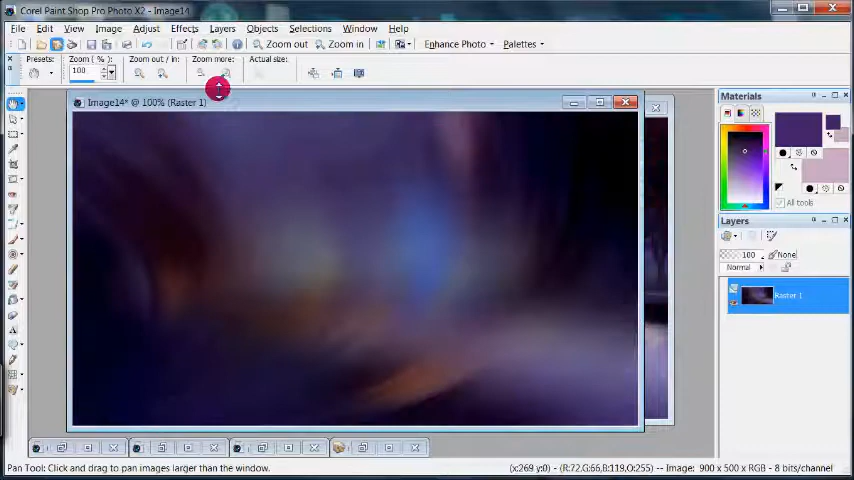 Corel Paint Shop Pro Photo X2 - Image14
File Edit View Image Adjust Effects Layers Objects Selections Window Help
Zoom out Zoom in Enhance Photo Palettes
Presets: Zoom ( % ): Zoom out / in: Zoom more: Actual size:
100
Image14* @ 100% (Raster 1)
Materials
All tools
Layers
100 None
Normal
Raster 1
Pan Tool: Click and drag to pan images larger than the window.
(x:269 y:0) - (R:72,G:66,B:119,O:255) -- Image: 900 x 500 x RGB - 8 bits/channel